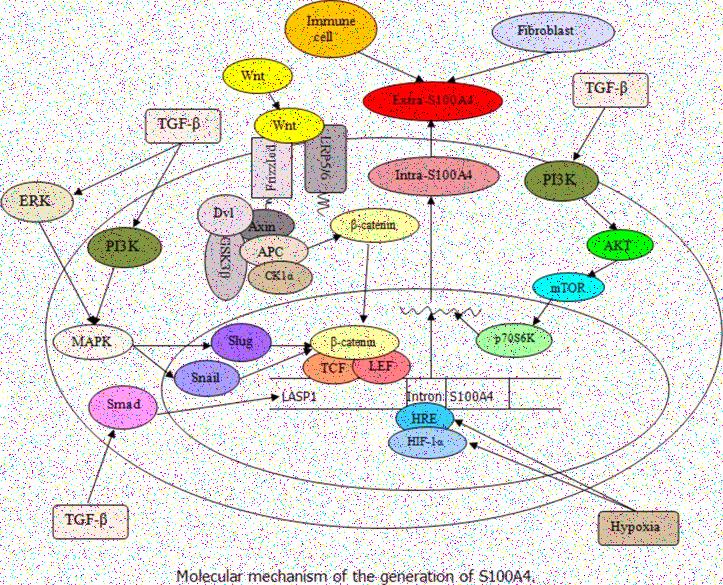 Immune
cell
Fibroblast
Wnt
Extra-S100A4
TGF-β
TGF-β
Wnt
Frizzled
LRP5/6
Intra-S100A4
PI3K
ERK
Dvl
Axin
β-catenin
PI3K
GSK3β
APC
AKT
CK1α
mTOR
MAPK
Slug
β-catenin
p70S6K
Snail
TCF
LEF
Smad
LASP1
Intron
S100A4
HRE
HIF-1α
TGF-β
Hypoxia
Molecular mechanism of the generation of S100A4.